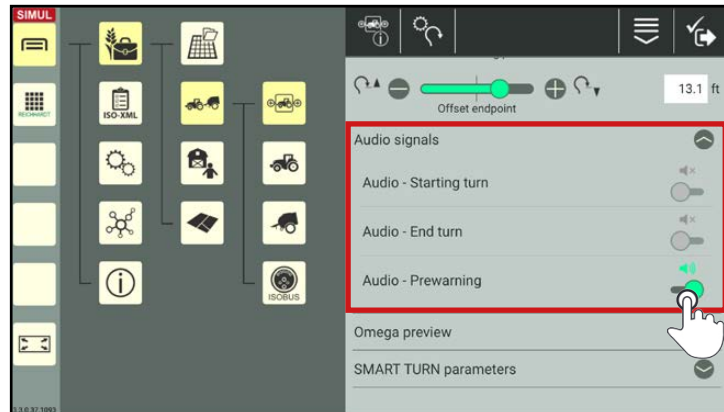 SIMUL
REICHHARDT
ISO-XML
ISOBUS
13.1 ft
Offset endpoint
Audio signals
Audio - Starting turn
Audio - End turn
Audio - Prewarning
Omega preview
SMART TURN parameters